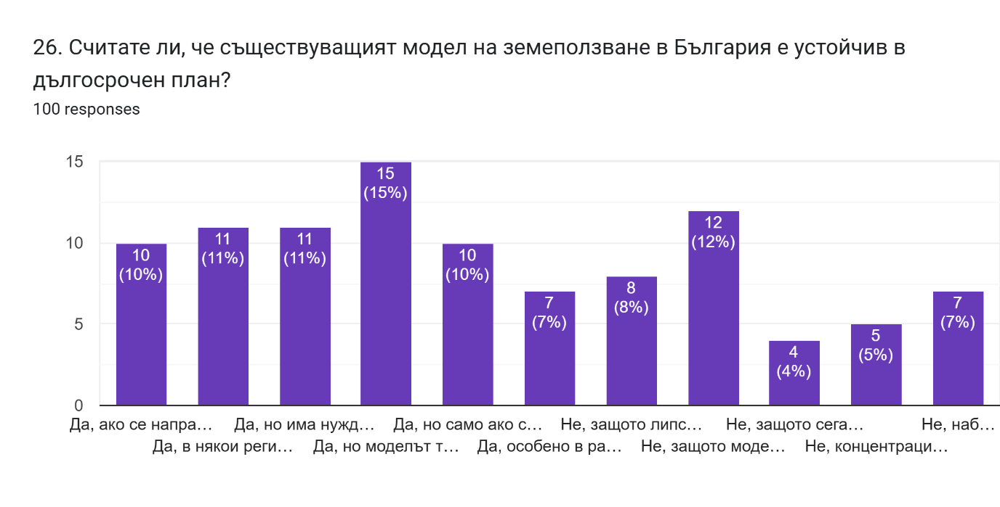 26. Считате ли, че съществуващият модел на земеползване в България е устойчив в
дългосрочен план?
100 responses
15
10
5
0
10
(10%)
11
(11%)
11
(11%)
15
(15%)
10
(10%)
7
(7%)
8
(8%)
12
(12%)
4
(4%)
5
(5%)
7
(7%)
Да, ако се напра…
Да, в някои реги…
Да, но има нужд…
Да, но моделът т…
Да, но само ако с…
Да, особено в ра…
Не, защото липс…
Не, защото моде…
Не, защото сега…
Не, концентраци…
Не, наб…